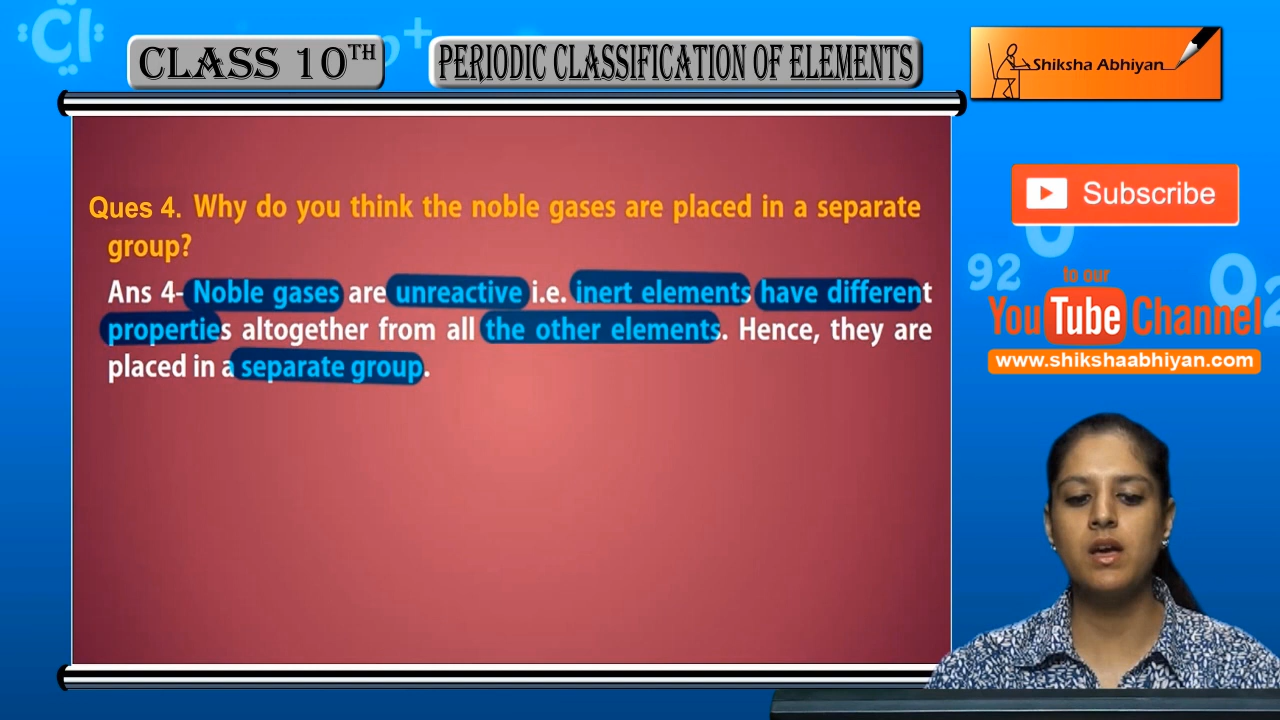 CLASS 10TH
PERIODIC CLASSIFICATION OF ELEMENTS
Shiksha Abhiyan
Ques 4. Why do you think the noble gases are placed in a separate
group?
Ans 4- Noble gases are unreactive i.e. inert elements have different
properties altogether from all the other elements. Hence, they are
placed in a separate group.
Subscribe
92
to our
YouTube Channel
www.shikshaabhiyan.com